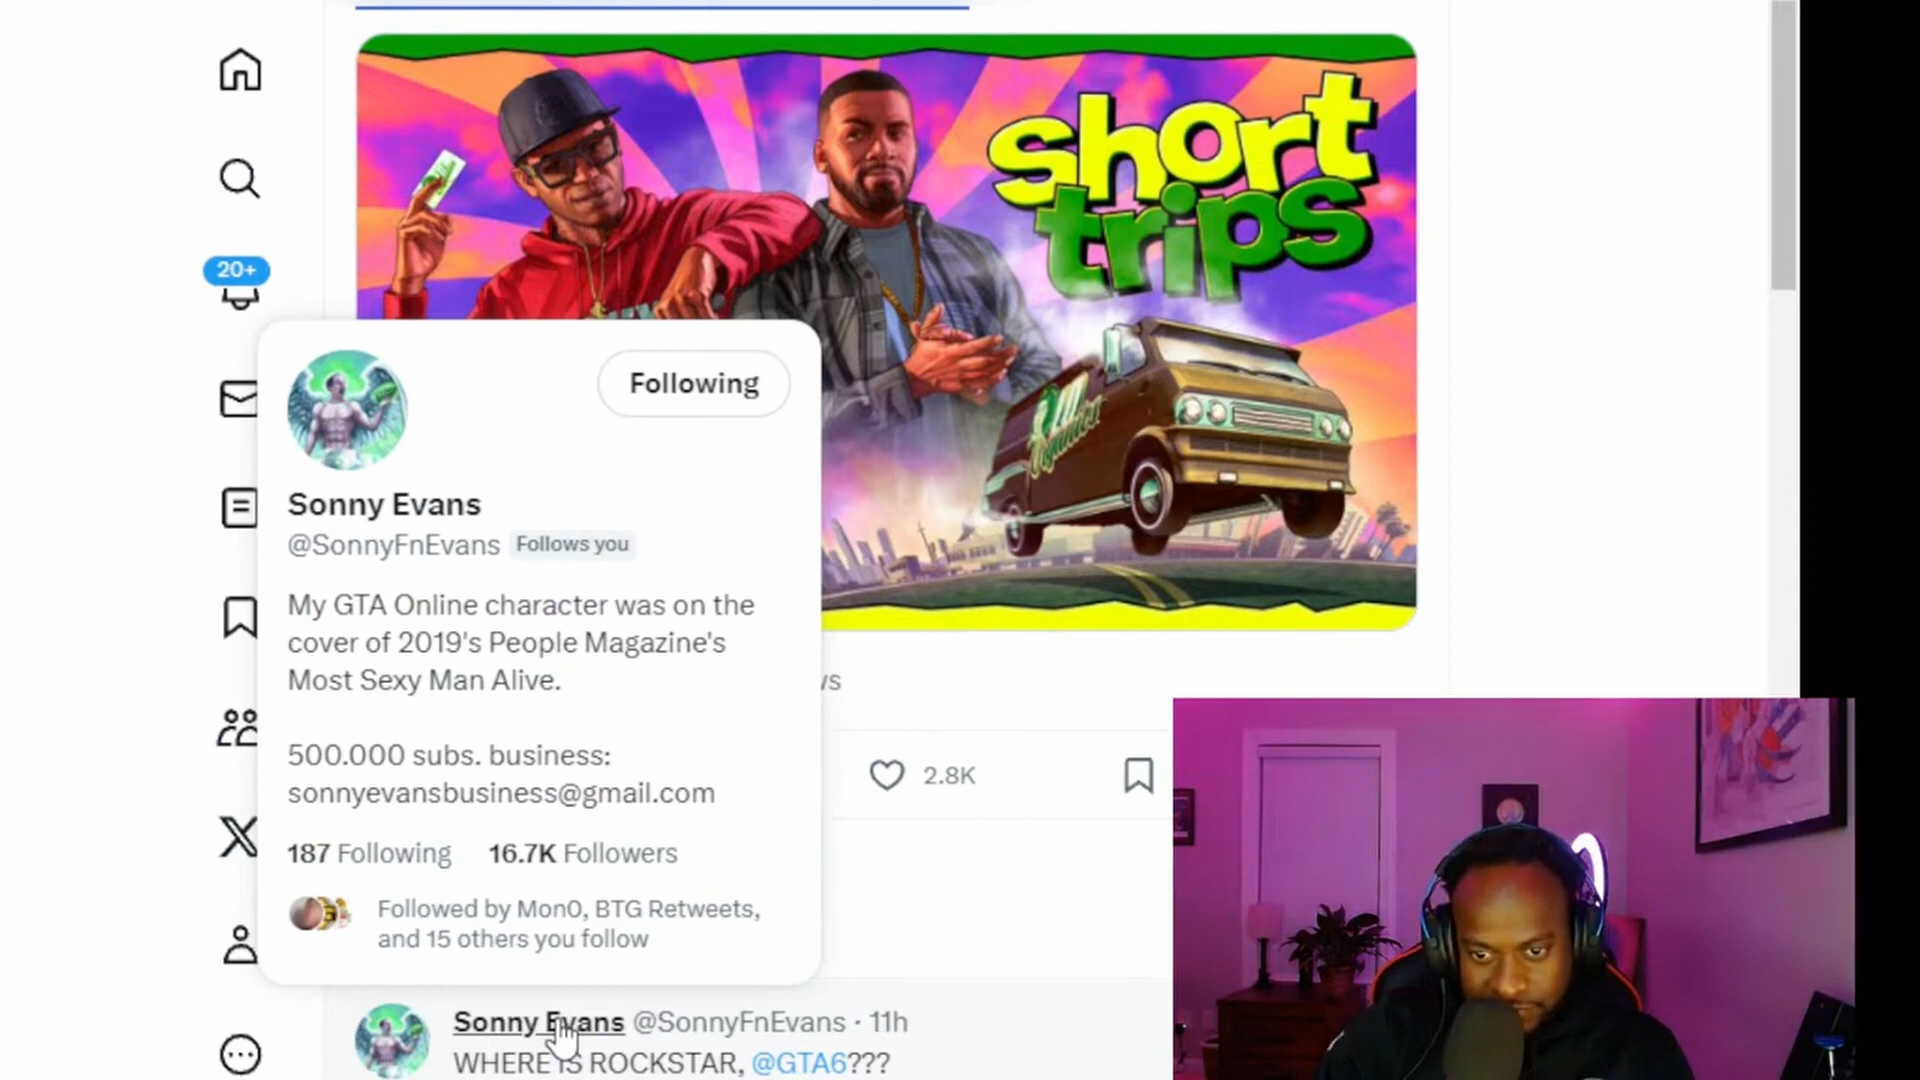 short
trips
20+
Following
Sonny Evans
@SonnyFnEvans Follows you
My GTA Online character was on the
cover of 2019's People Magazine's
Most Sexy Man Alive.
500.000 subs. business:
sonnyevansbusiness@gmail.com
187 Following 16.7K Followers
Followed by Mon0, BTG Retweets,
and 15 others you follow
2.8K
Sonny Evans @SonnyFnEvans · 11h
WHERE IS ROCKSTAR, @GTA6???